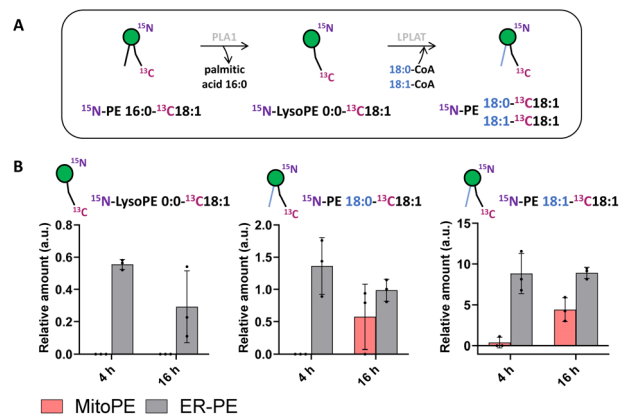 A
15N
PLA1
15N
LPLAT
15N
13C
palmitic
acid 16:0
13C
18:0-CoA
18:1-CoA
13C
15N-PE 16:0-13C18:1
15N-LysoPE 0:0-13C18:1
15N-PE 18:0-13C18:1
18:1-13C18:1
B
15N
13C
15N-LysoPE 0:0-13C18:1
15N
13C
15N-PE 18:0-13C18:1
15N
13C
15N-PE 18:1-13C18:1
Relative amount (a.u.)
0.8
0.6
0.4
0.2
0.0
4 h
16 h
Relative amount (a.u.)
2.0
1.5
1.0
0.5
0.0
4 h
16 h
Relative amount (a.u.)
15
10
5
0
4 h
16 h
MitoPE
ER-PE